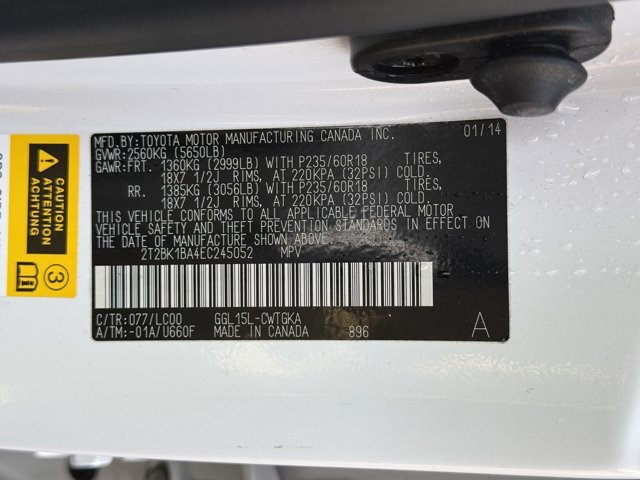 MFD.BY:TOYOTA MOTOR MANUFACTURING CANADA INC. 01/14
GVWR:2560KG (5650LB)
GAWR:FRT. 1360KG (2999LB) WITH P235/60R18 TIRES,
18X7 1/2J RIMS, AT 220KPA (32PSI) COLD.
RR. 1385KG (3056LB) WITH P235/60R18 TIRES,
18X7 1/2J RIMS, AT 220KPA (32PSI) COLD.
THIS VEHICLE CONFORMS TO ALL APPLICABLE FEDERAL MOTOR
VEHICLE SAFETY AND THEFT PREVENTION STANDARDS IN EFFECT ON
THE DATE OF MANUFACTURE SHOWN ABOVE.
2T2BK1BA4EC245052 MPV
C/TR:077/LC00 GGL15L-CWTGKA
A/TM:-01A/U660F MADE IN CANADA 896 A
3